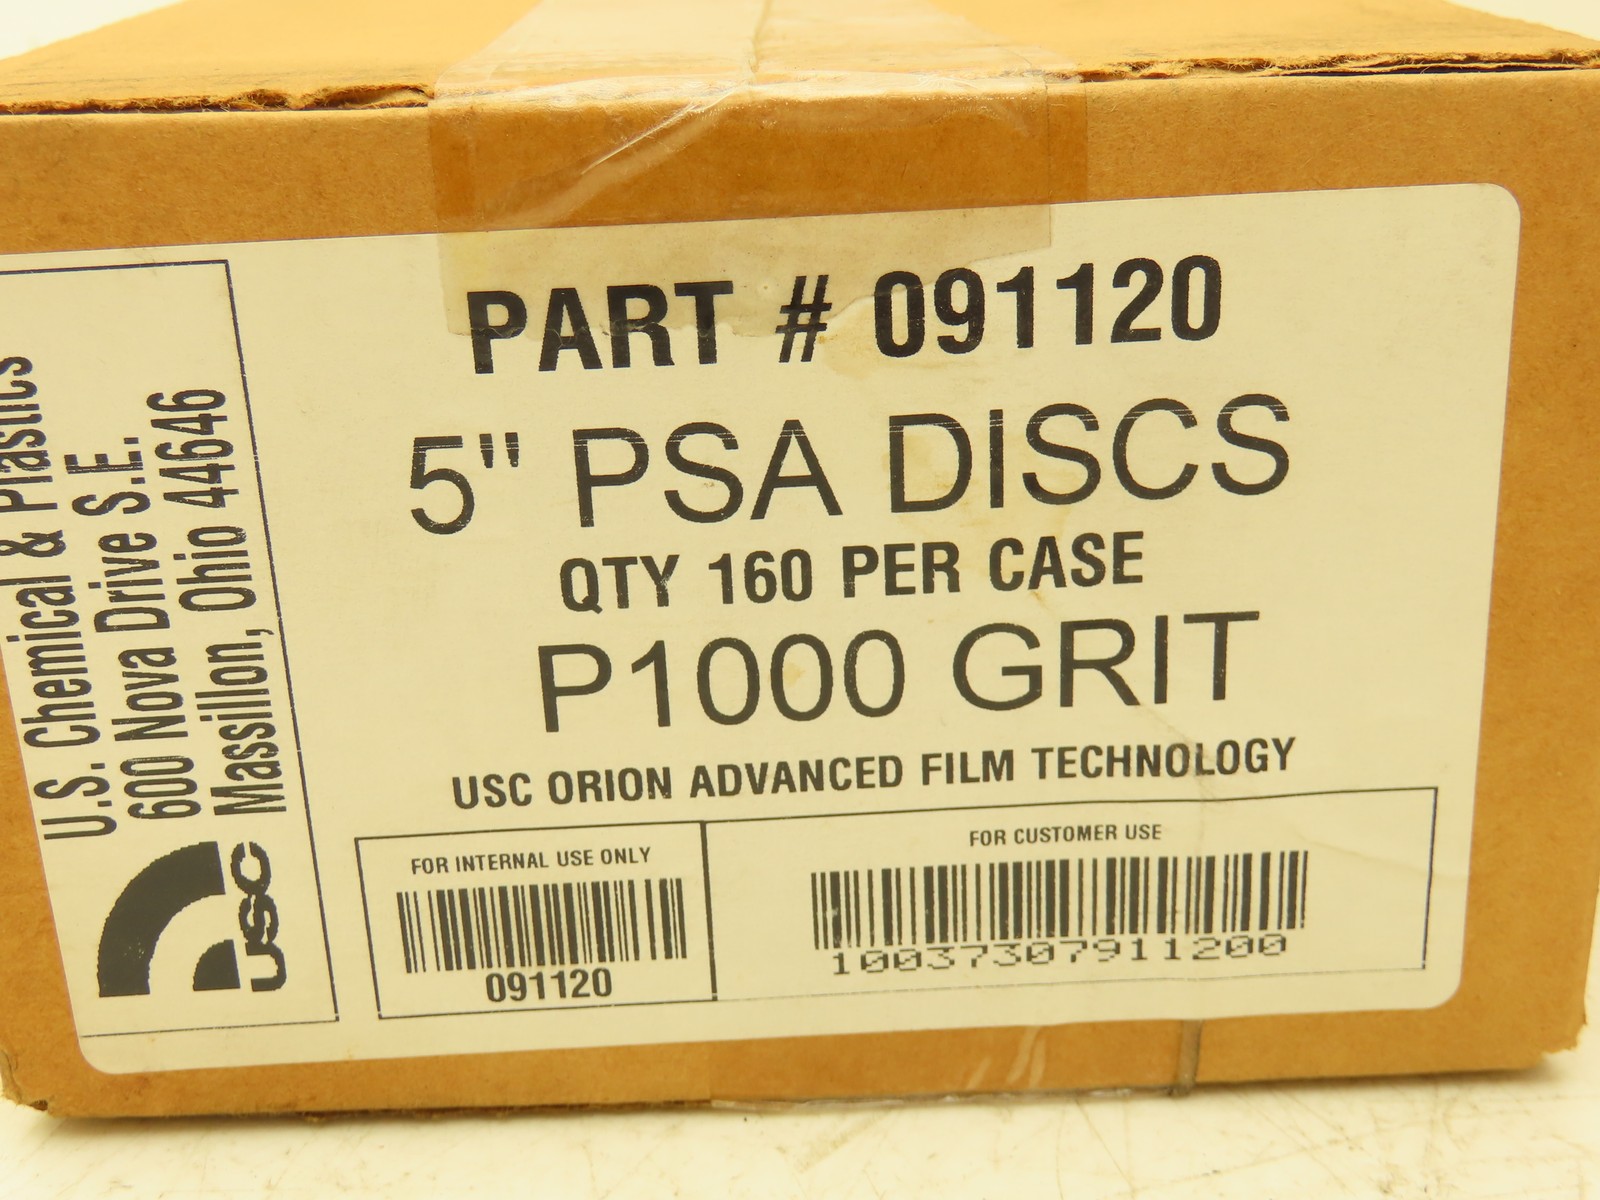 U.S. Chemical & Plastics
600 Nova Drive S.E.
Massillon, Ohio 44646
USC
PART # 091120
5" PSA DISCS
QTY 160 PER CASE
P1000 GRIT
USC ORION ADVANCED FILM TECHNOLOGY
FOR INTERNAL USE ONLY
091120
FOR CUSTOMER USE
10037307911200